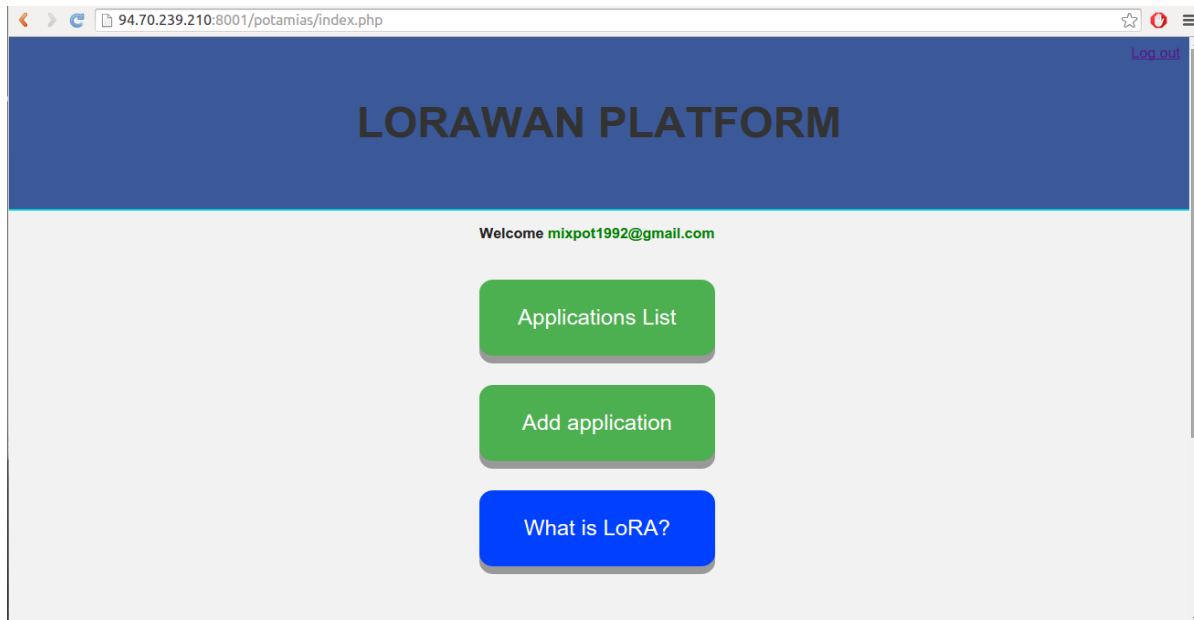 94.70.239.210:8001/potamias/index.php
Log out
LORAWAN PLATFORM
Welcome mixpot1992@gmail.com
Applications List
Add application
What is LoRA?